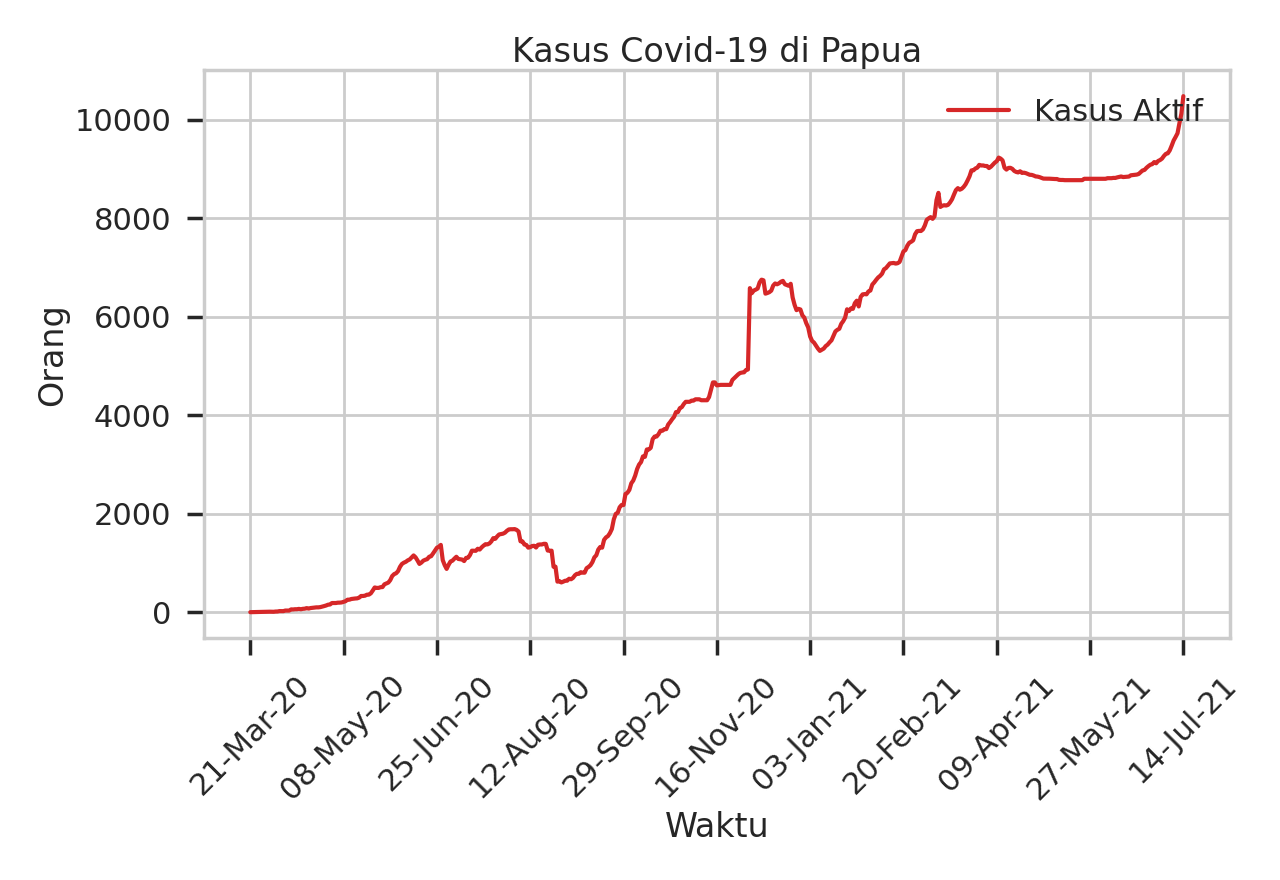 Kasus Covid-19 di Papua
Kasus Aktif
Orang
10000
8000
6000
4000
2000
0
21-Mar-20
08-May-20
25-Jun-20
12-Aug-20
29-Sep-20
16-Nov-20
03-Jan-21
20-Feb-21
09-Apr-21
27-May-21
14-Jul-21
Waktu